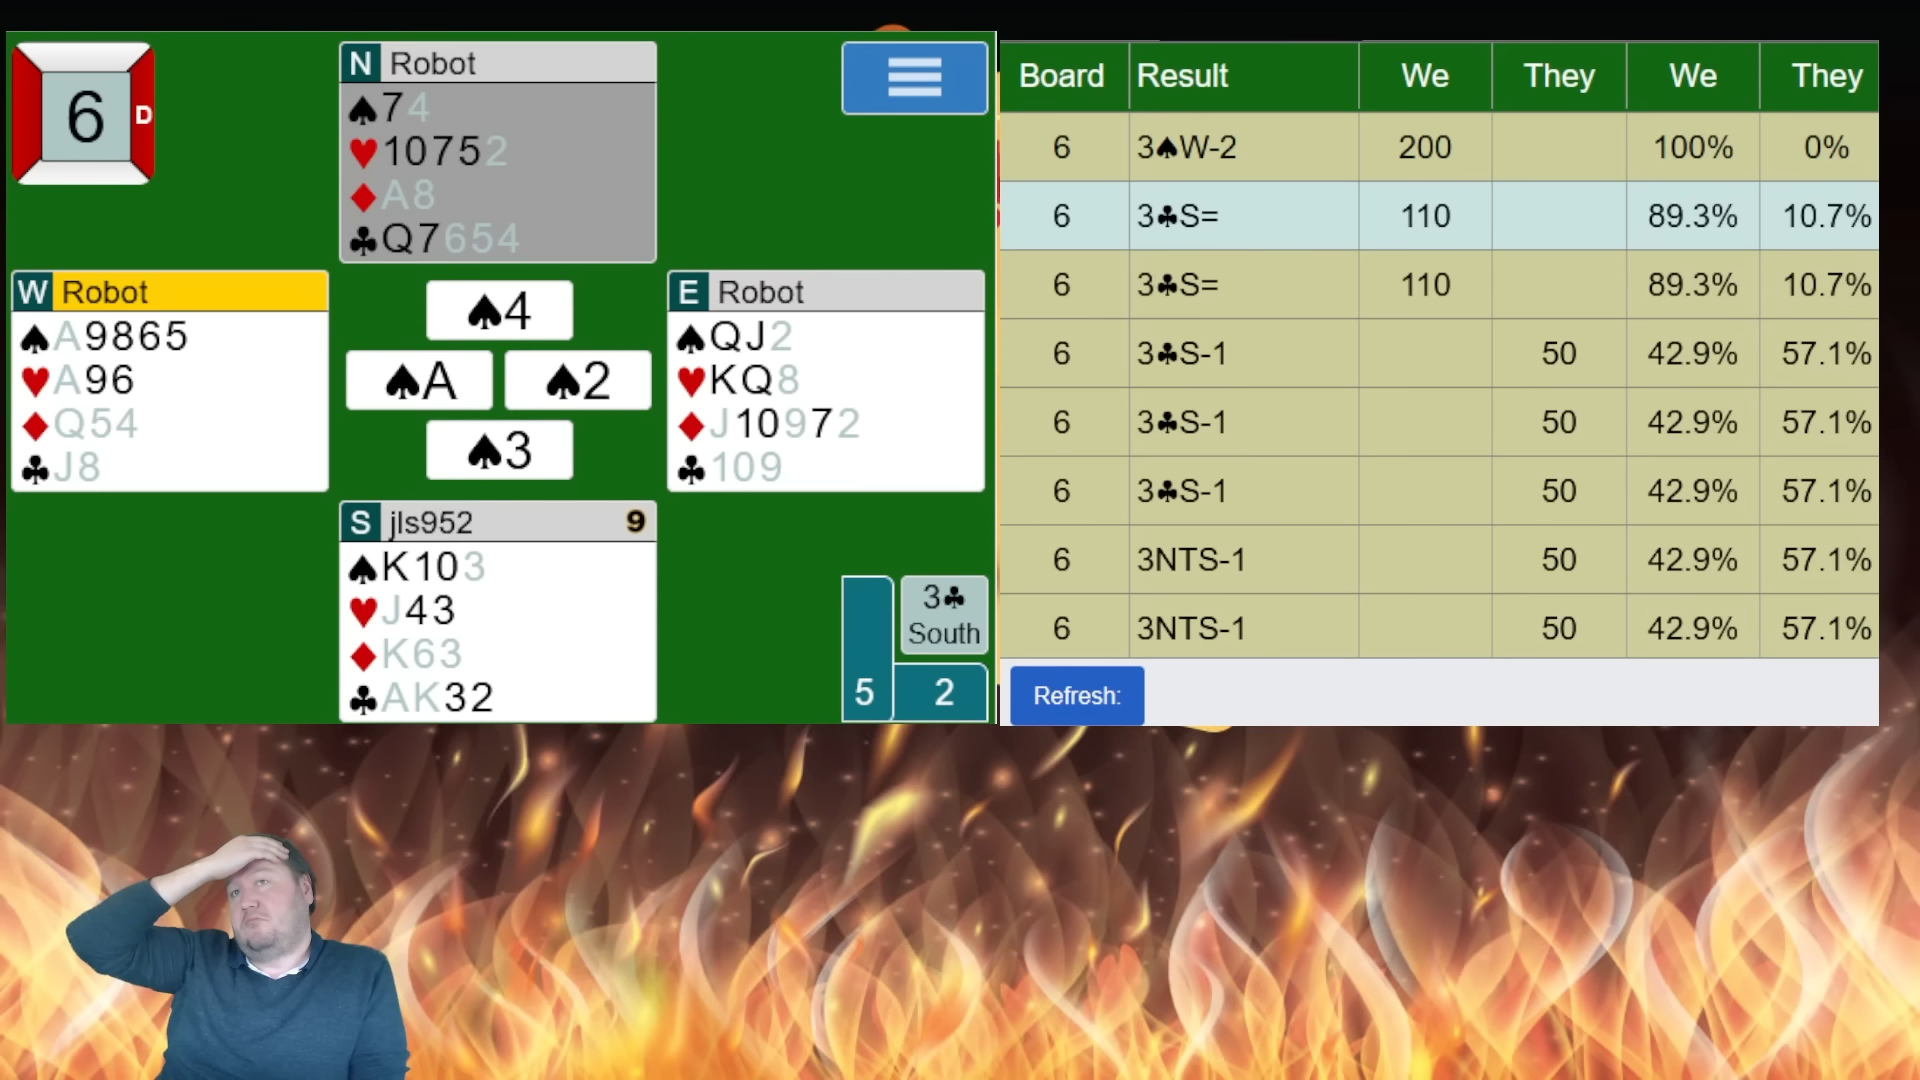 6 D
N Robot
♠74
♥10752
♦A8
♣Q7654
W Robot
♠A9865
♥A96
♦Q54
♣J8
♠4
♠A
♠2
♠3
E Robot
♠QJ2
♥KQ8
♦J10972
♣109
S jls952 9
♠K103
♥J43
♦K63
♣AK32
3♣
South
5 2
Board Result We They We They
6 3♠W-2 200 100% 0%
6 3♣S= 110 89.3% 10.7%
6 3♣S= 110 89.3% 10.7%
6 3♣S-1 50 42.9% 57.1%
6 3♣S-1 50 42.9% 57.1%
6 3♣S-1 50 42.9% 57.1%
6 3NTS-1 50 42.9% 57.1%
6 3NTS-1 50 42.9% 57.1%
Refresh: